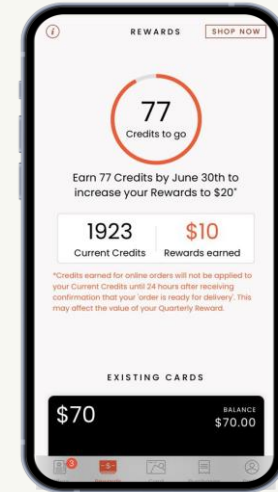 i
REWARDS
SHOP NOW
77
Credits to go
Earn 77 Credits by June 30th to
increase your Rewards to $20*
1923
Current Credits
$10
Rewards earned
*Credits earned for online orders will not be applied to
your Current Credits until 24 hours after receiving
confirmation that your 'order is ready for delivery'. This
may affect the value of your Quarterly Reward.
EXISTING CARDS
$70
BALANCE
$70.00
3
Rewards